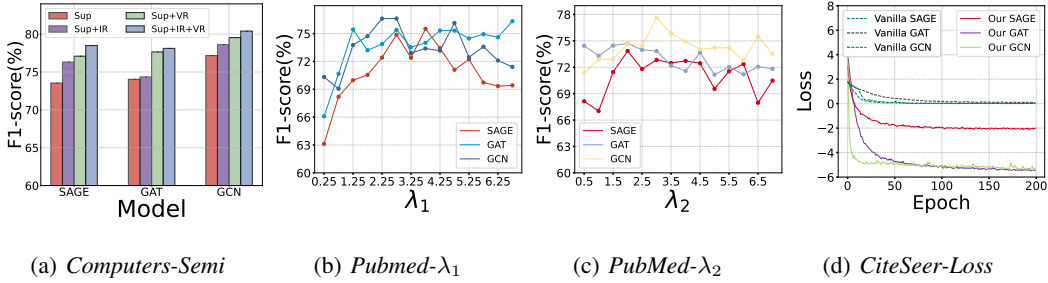 Sup
Sup+VR
Sup+IR
Sup+IR+VR
F1-score(%)
80
75
70
65
60
SAGE GAT GCN
Model
(a) Computers-Semi
F1-score(%)
78
75
72
69
66
63
60
SAGE
GAT
GCN
0.25 1.25 2.25 3.25 4.25 5.25 6.25
λ1
(b) Pubmed-λ1
F1-score(%)
78
75
72
69
66
63
60
SAGE
GAT
GCN
0.5 1.5 2.5 3.5 4.5 5.5 6.5
λ2
(c) PubMed-λ2
Loss
8
6
4
2
0
−2
−4
−6
Vanilla SAGE
Vanilla GAT
Vanilla GCN
Our SAGE
Our GAT
Our GCN
0 50 100 150 200
Epoch
(d) CiteSeer-Loss